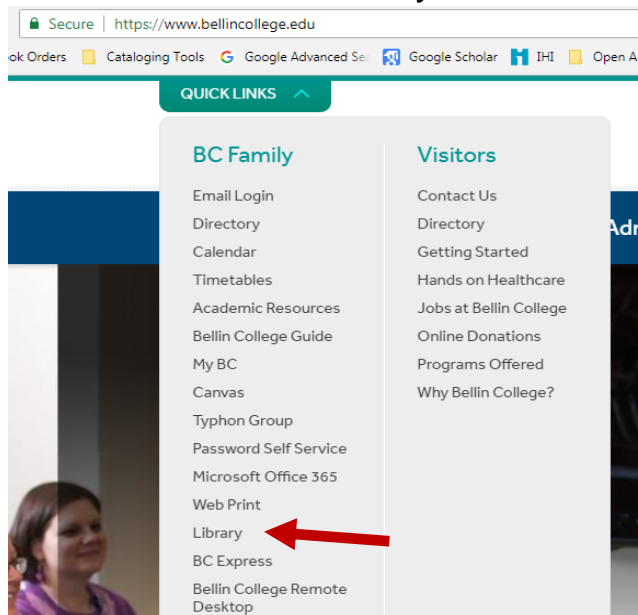 Secure | https://www.bellincollege.edu
ok Orders Cataloging Tools G Google Advanced Sea Google Scholar IHI Open A
QUICK LINKS
BC Family
Email Login
Directory
Calendar
Timetables
Academic Resources
Bellin College Guide
My BC
Canvas
Typhon Group
Password Self Service
Microsoft Office 365
Web Print
Library
BC Express
Bellin College Remote
Desktop
Visitors
Contact Us
Directory
Getting Started
Hands on Healthcare
Jobs at Bellin College
Online Donations
Programs Offered
Why Bellin College?
Adr